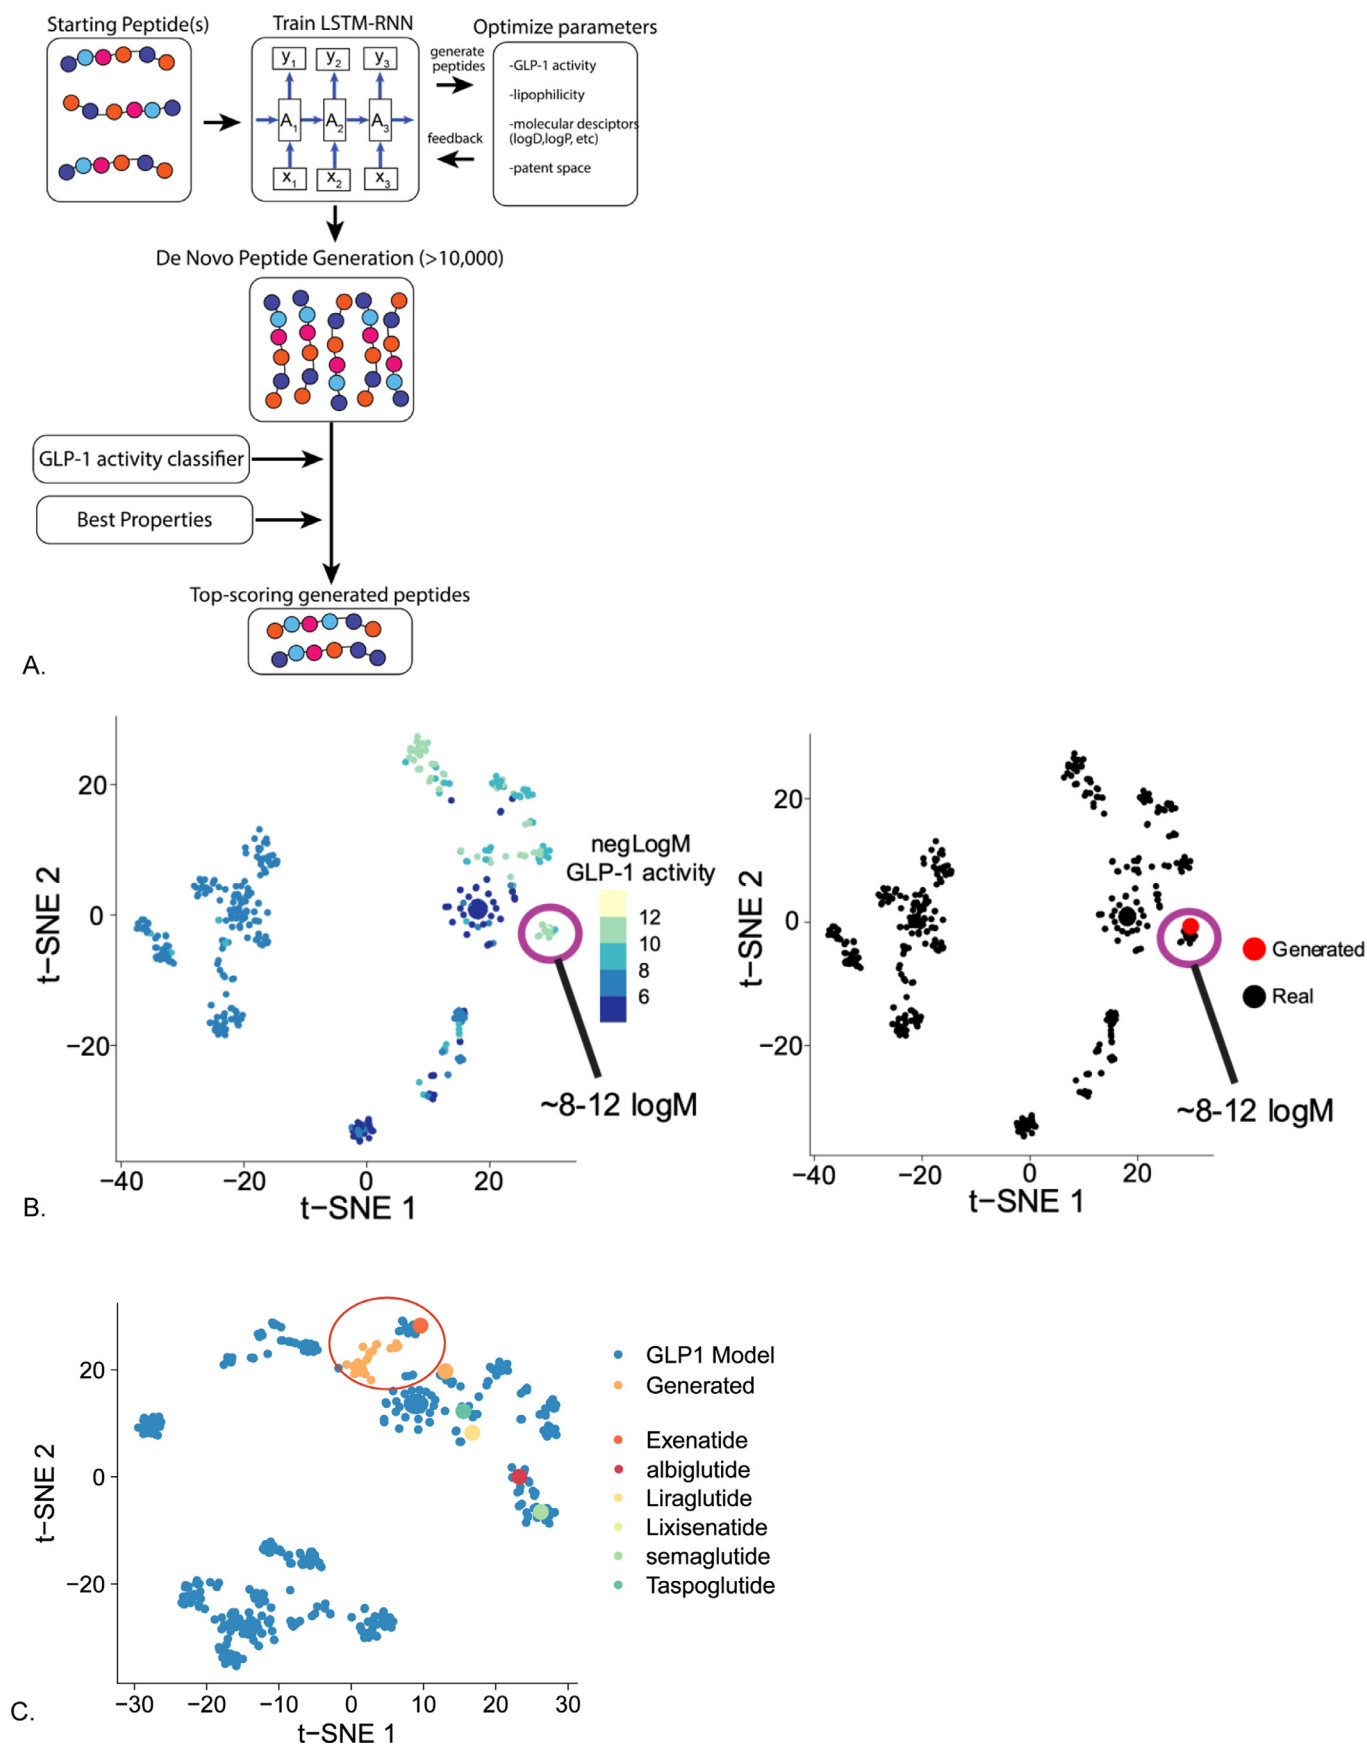 Starting Peptide(s)
Train LSTM-RNN
Optimize parameters
y1 y2 y3
A1 A2 A3
x1 x2 x3
generate
peptides
feedback
-GLP-1 activity
-lipophilicity
-molecular desciptors
(logD,logP, etc)
-patent space
De Novo Peptide Generation (>10,000)
GLP-1 activity classifier
Best Properties
Top-scoring generated peptides
A.
t−SNE 2
20
0
−20
−40 −20 0 20
t−SNE 1
negLogM
GLP-1 activity
12
10
8
6
~8-12 logM
B.
t−SNE 2
20
0
−20
−40 −20 0 20
t−SNE 1
Generated
Real
~8-12 logM
t−SNE 2
20
0
−20
−30 −20 −10 0 10 20 30
t−SNE 1
GLP1 Model
Generated
Exenatide
albiglutide
Liraglutide
Lixisenatide
semaglutide
Taspoglutide
C.